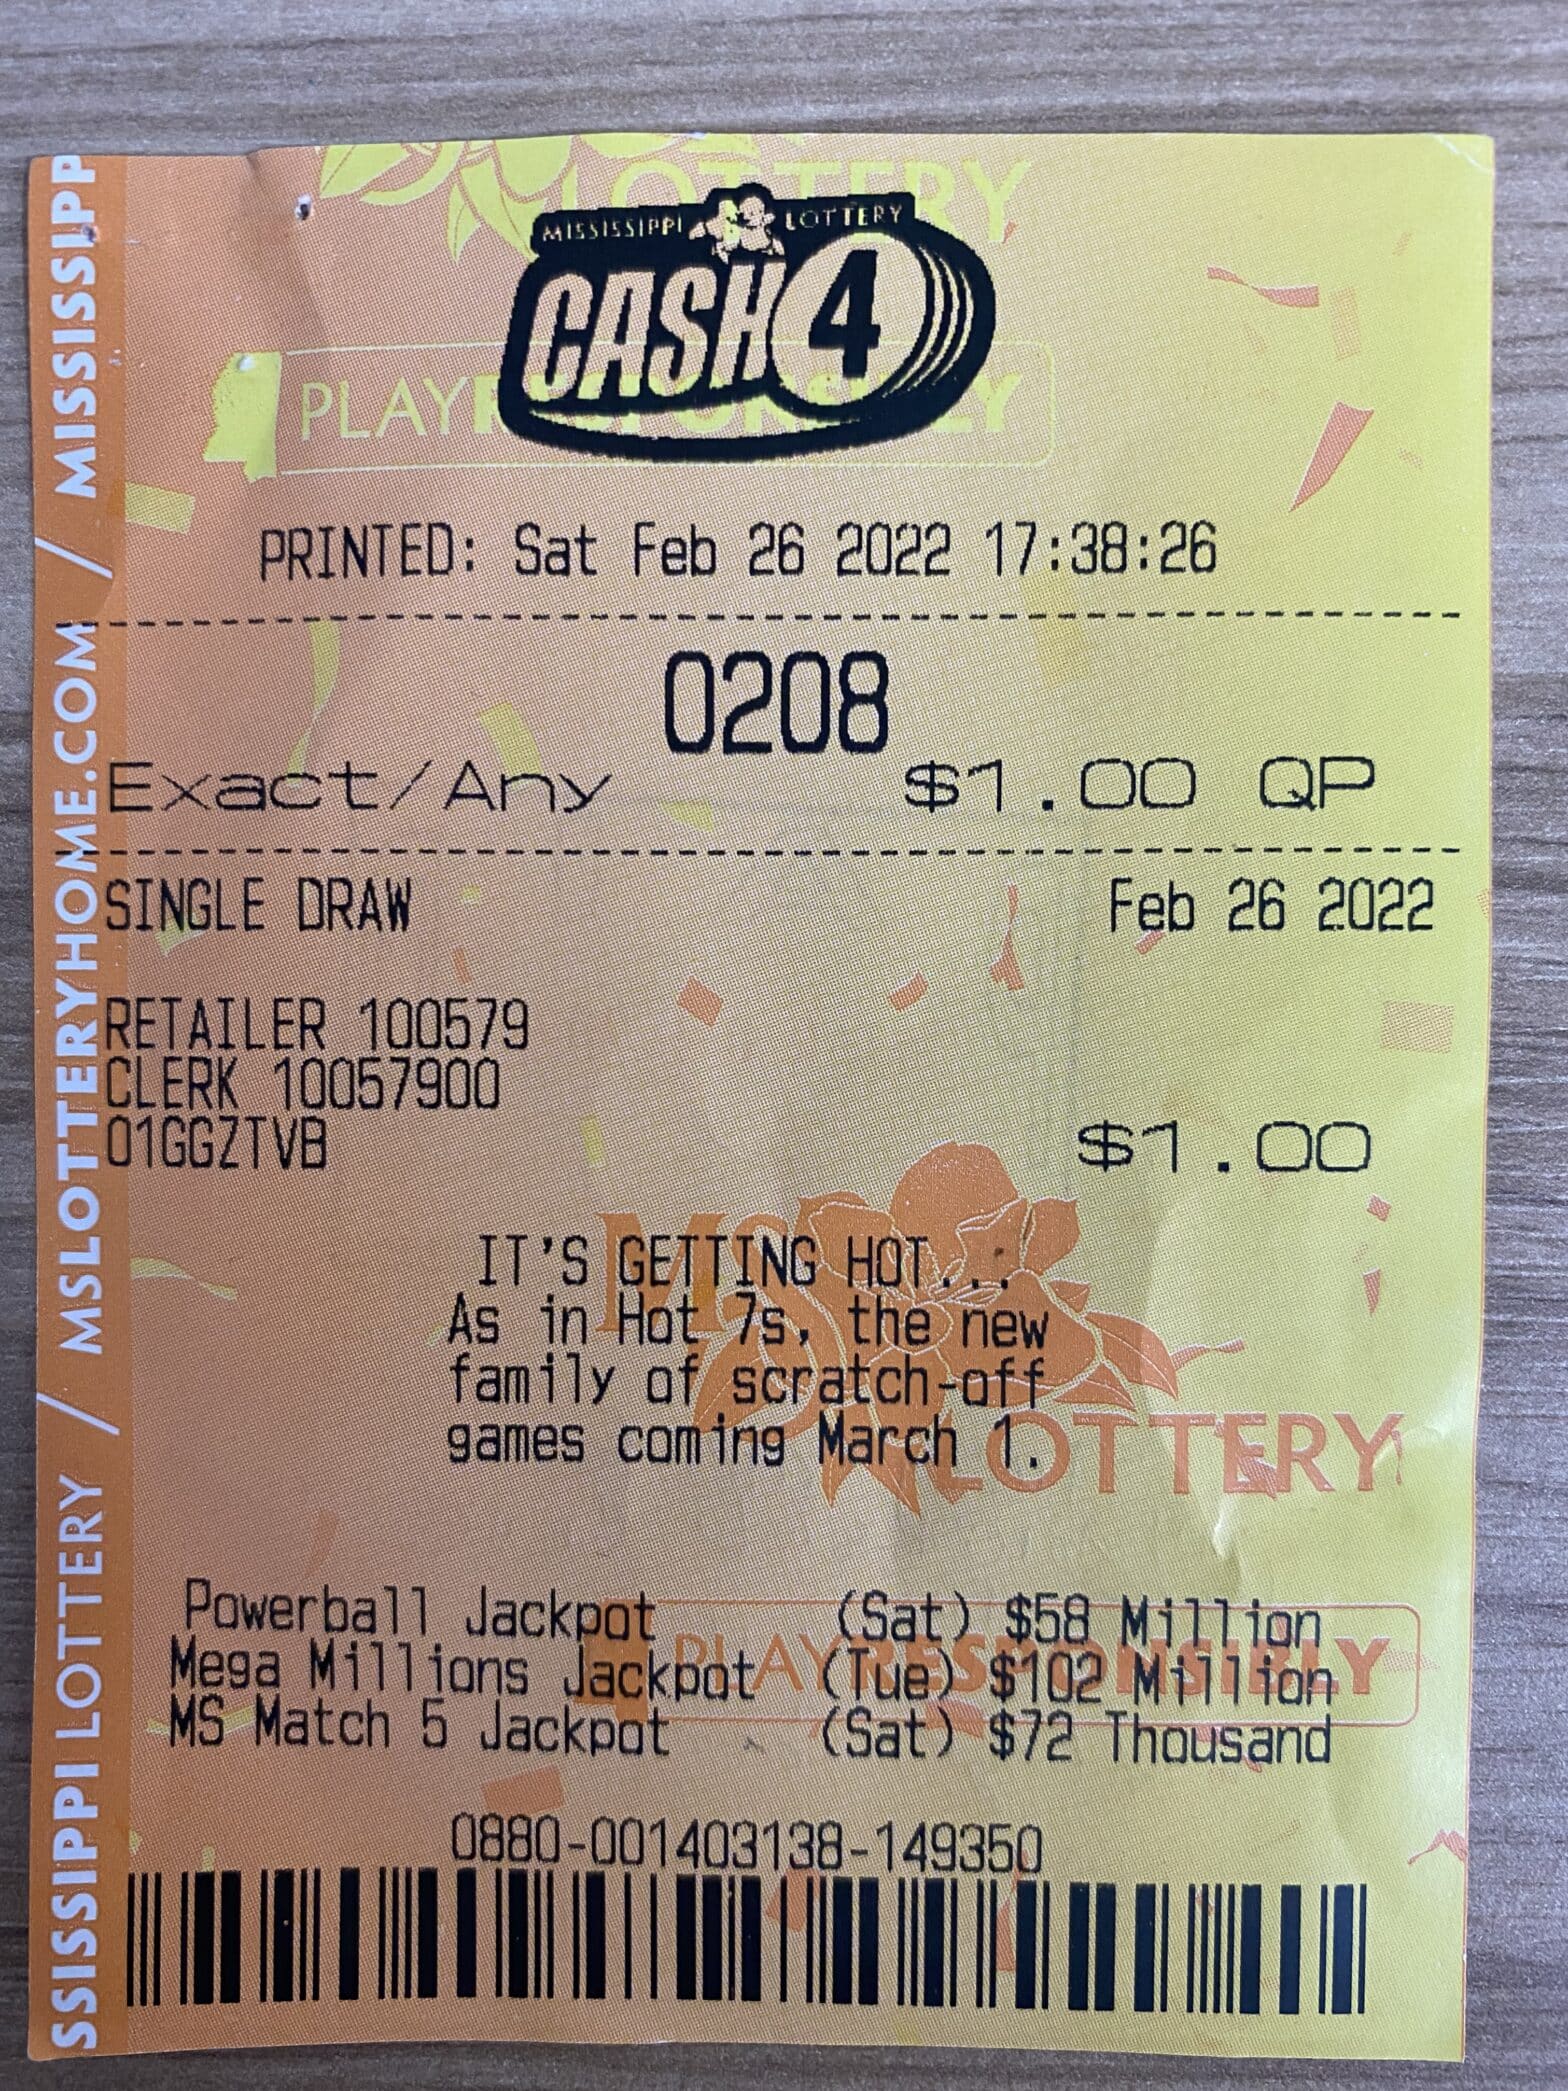 MISSISSIPPI LOTTERY
CASH 4
LOTTERY
PLAY RESPONSIBLY
PRINTED: Sat Feb 26 2022 17:38:26
0208
Exact/Any $1.00 QP
SINGLE DRAW Feb 26 2022
RETAILER 100579
CLERK 10057900
01GGZTVB $1.00
IT'S GETTING HOT...
As in Hot 7s, the new
family of scratch-off
games coming March 1.
MS LOTTERY
Powerball Jackpot (Sat) $58 Million
Mega Millions Jackpot (Tue) $102 Million
MS Match 5 Jackpot (Sat) $72 Thousand
PLAY RESPONSIBLY
0880-001403138-149350
SSISSIPPI LOTTERY / MSLOTTERYHOME.COM / MISSISSIPP